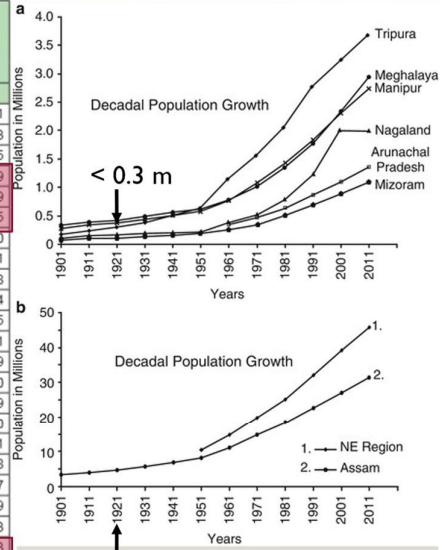 a
4.0
3.5
3.0
2.5
2.0
1.5
1.0
0.5
0
Population in Millions
Decadal Population Growth
< 0.3 m
Tripura
Meghalaya
Manipur
Nagaland
Arunachal
Pradesh
Mizoram
1901 1911 1921 1931 1941 1951 1961 1971 1981 1991 2001 2011
Years
b
50
40
30
20
10
0
Population in Millions
Decadal Population Growth
1.
2.
1. NE Region
2. Assam
1901 1911 1921 1931 1941 1951 1961 1971 1981 1991 2001 2011
Years